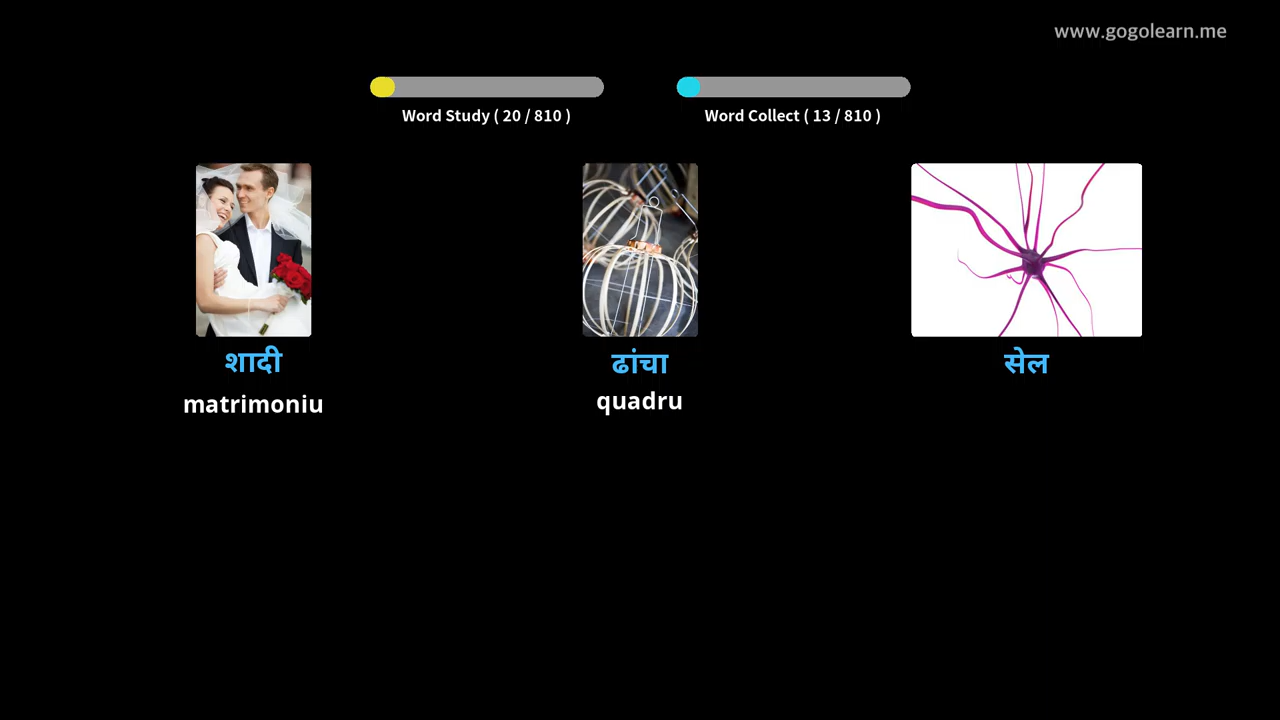 www.gogolearn.me
Word Study ( 20 / 810 )
Word Collect ( 13 / 810 )
शादी
ढांचा
सेल
matrimoniu
quadru